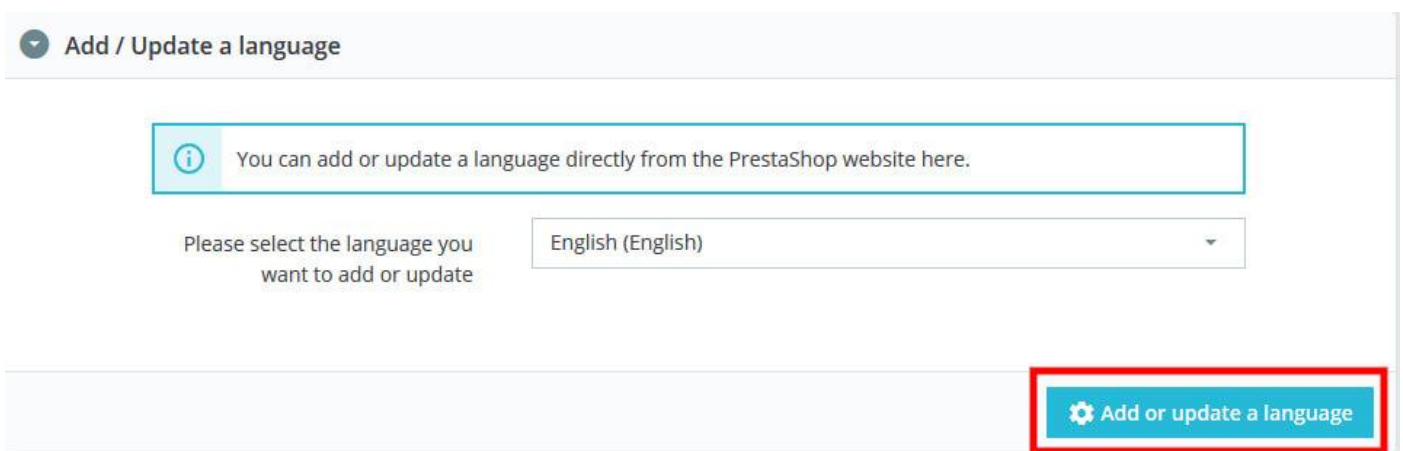 Add / Update a language
You can add or update a language directly from the PrestaShop website here.
Please select the language you
want to add or update
English (English)
Add or update a language